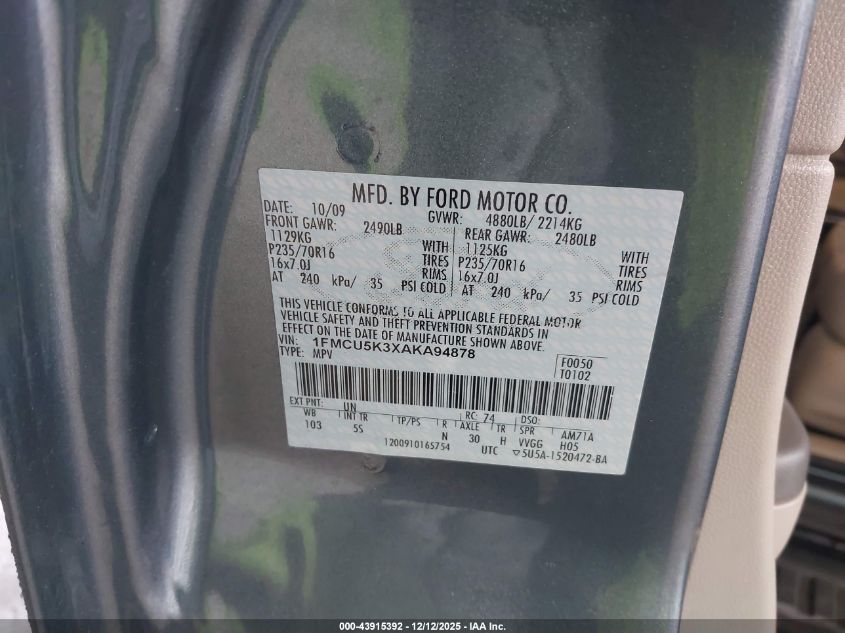 MFD. BY FORD MOTOR CO.
DATE: 10/09 GVWR: 4880LB/ 2214KG
FRONT GAWR: 2490LB REAR GAWR: 2480LB
1129KG WITH 1125KG WITH
P235/70R16 TIRES P235/70R16 TIRES
16x7.0J RIMS 16x7.0J RIMS
AT 240 kPa/ 35 PSI COLD AT 240 kPa/ 35 PSI COLD
THIS VEHICLE CONFORMS TO ALL APPLICABLE FEDERAL MOTOR
VEHICLE SAFETY AND THEFT PREVENTION STANDARDS IN
EFFECT ON THE DATE OF MANUFACTURE SHOWN ABOVE.
VIN: 1FMCU5K3XAKA94878
TYPE: MPV
F0050
T0102
EXT PNT: UN RC: 74 DSO:
WB INT TR TP/PS R AXLE TR SPR AM71A
103 5S N 30 H VVGG H05
1200910165754 UTC ▽5U5A-1520472-BA
000-43915392 - 12/12/2025 - IAA Inc.